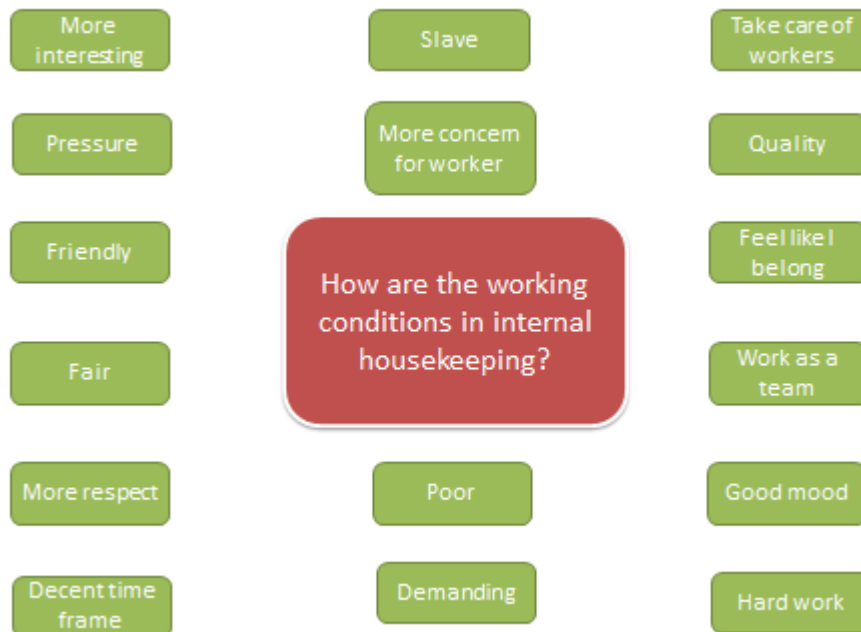 More
interesting
Slave
Take care of
workers
Pressure
More concern
for worker
Quality
Friendly
How are the working
conditions in internal
housekeeping?
Feel like I
belong
Fair
Work as a
team
More respect
Poor
Good mood
Decent time
frame
Demanding
Hard work